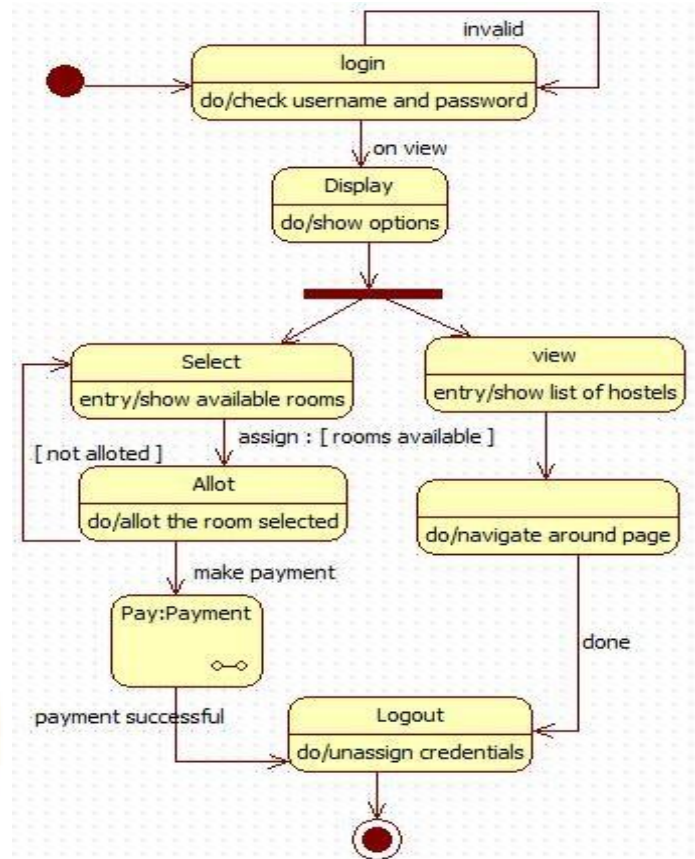 invalid
login
do/check username and password
on view
Display
do/show options
Select
entry/show available rooms
view
entry/show list of hostels
assign : [ rooms available ]
[ not alloted ]
Allot
do/allot the room selected
do/navigate around page
make payment
Pay:Payment
done
payment successful
Logout
do/unassign credentials